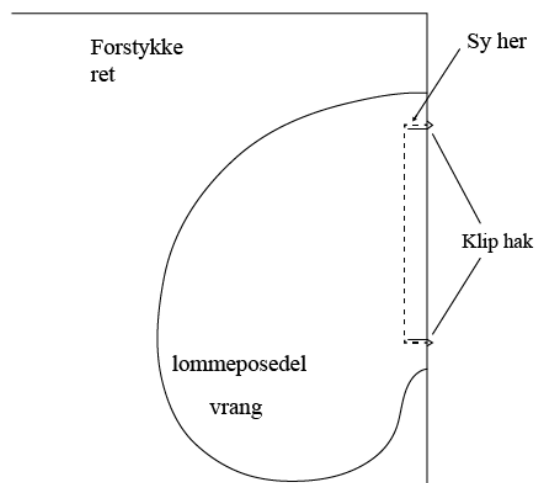 Forstykke
ret
Sy her
Klip hak
lommeposedel
vrang